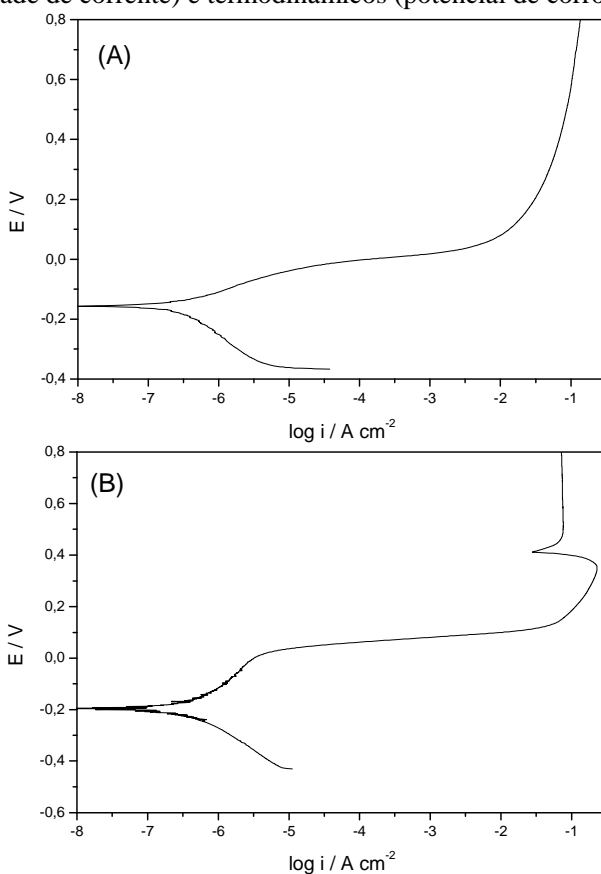 ade de corrente) e termodinâmicos (potencial de corro
(A)
0,8
0,6
0,4
0,2
0,0
-0,2
-0,4
E / V
-8 -7 -6 -5 -4 -3 -2 -1
log i / A cm-2
(B)
0,8
0,6
0,4
0,2
0,0
-0,2
-0,4
-0,6
E / V
-8 -7 -6 -5 -4 -3 -2 -1
log i / A cm-2